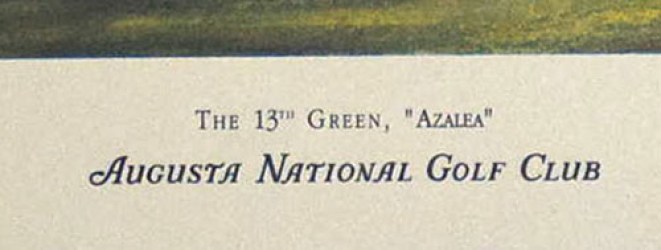 The 13th Green, "Azalea"
Augusta National Golf Club